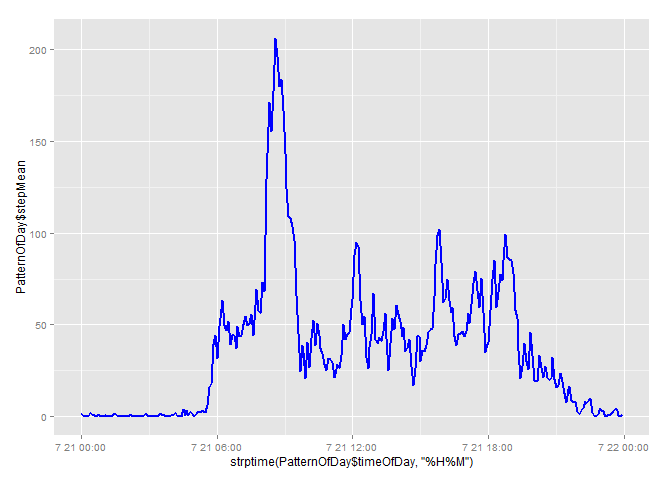 PatternOfDay$stepMean
200
150
100
50
0
7 21 00:00
7 21 06:00
7 21 12:00
7 21 18:00
7 22 00:00
strptime(PatternOfDay$timeOfDay, "%H%M")